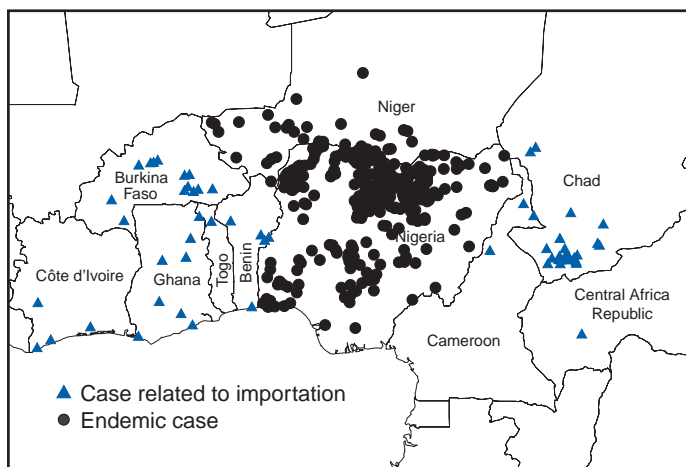 Niger
Burkina
Faso
Chad
Nigeria
Côte d'Ivoire
Ghana
Togo
Benin
Central Africa
Republic
Cameroon
Case related to importation
Endemic case